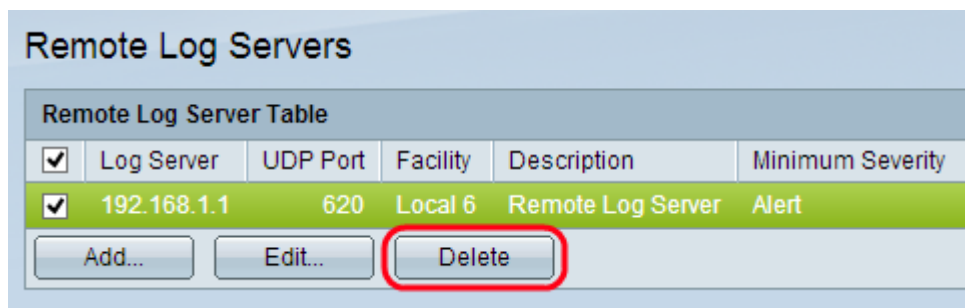 Remote Log Servers
Remote Log Server Table
Log Server UDP Port Facility Description Minimum Severity
192.168.1.1 620 Local 6 Remote Log Server Alert
Add... Edit... Delete